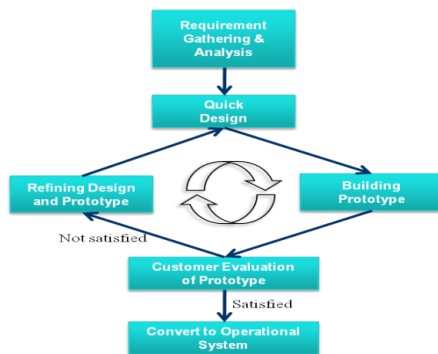 Requirement
Gathering &
Analysis
Quick
Design
Refining Design
and Prototype
Building
Prototype
Not satisfied
Customer Evaluation
of Prototype
Satisfied
Convert to Operational
System